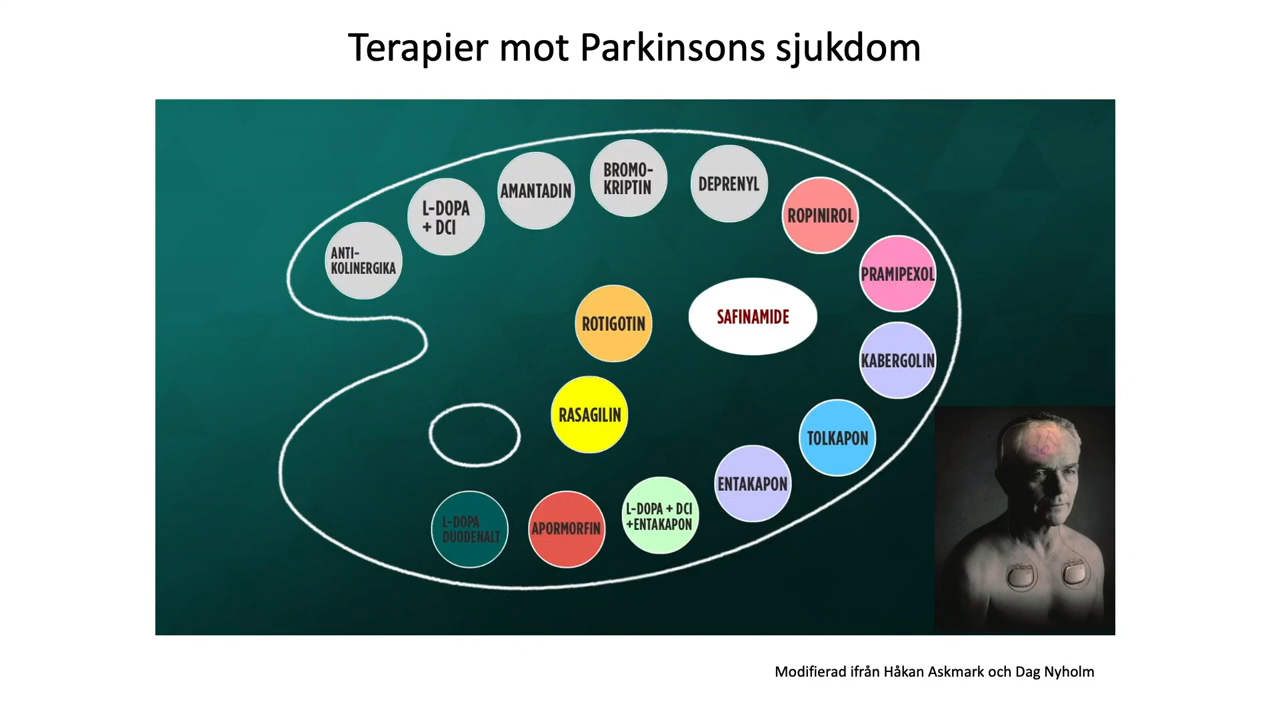 Terapier mot Parkinsons sjukdom
ANTI-
KOLINERGIKA
L-DOPA
+ DCI
AMANTADIN
BROMO-
KRIPTIN
DEPRENYL
ROPINIROL
PRAMIPEXOL
KABERGOLIN
TOLKAPON
ENTAKAPON
L-DOPA + DCI
+ENTAKAPON
APORMORFIN
L-DOPA
DUODENALT
ROTIGOTIN
SAFINAMIDE
RASAGILIN
Modifierad ifrån Håkan Askmark och Dag Nyholm